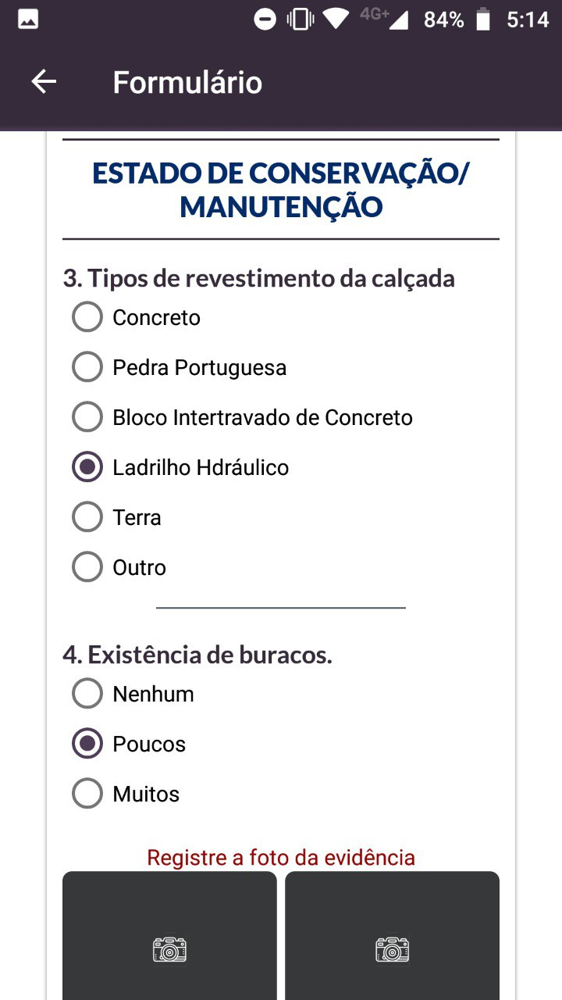 4G+ 84% 5:14
Formulário
ESTADO DE CONSERVAÇÃO/
MANUTENÇÃO
3. Tipos de revestimento da calçada
Concreto
Pedra Portuguesa
Bloco Intertravado de Concreto
Ladrilho Hdráulico
Terra
Outro
4. Existência de buracos.
Nenhum
Poucos
Muitos
Registre a foto da evidência